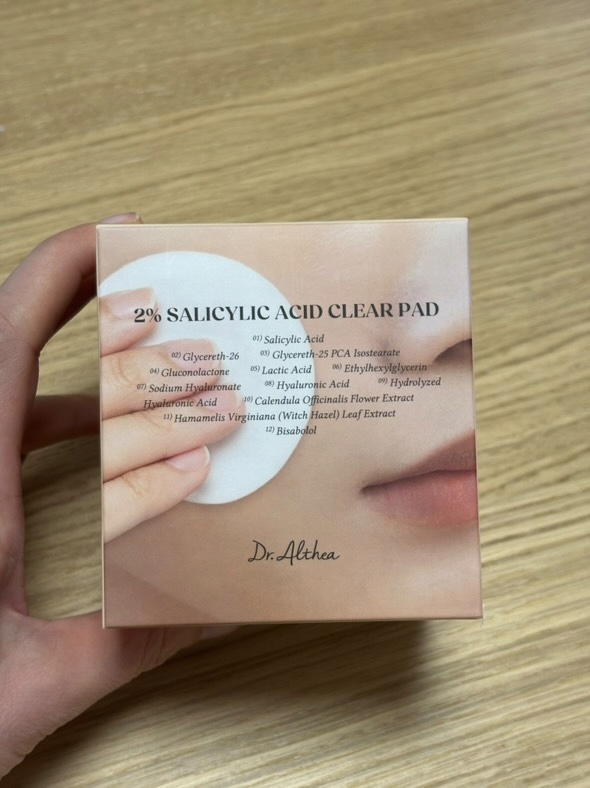 2% SALICYLIC ACID CLEAR PAD
01) Salicylic Acid
02) Glycereth-26 03) Glycereth-25 PCA Isostearate
04) Gluconolactone 05) Lactic Acid 06) Ethylhexylglycerin
07) Sodium Hyaluronate 08) Hyaluronic Acid 09) Hydrolyzed
Hyaluronic Acid 10) Calendula Officinalis Flower Extract
11) Hamamelis Virginiana (Witch Hazel) Leaf Extract
12) Bisabolol
Dr. Althea